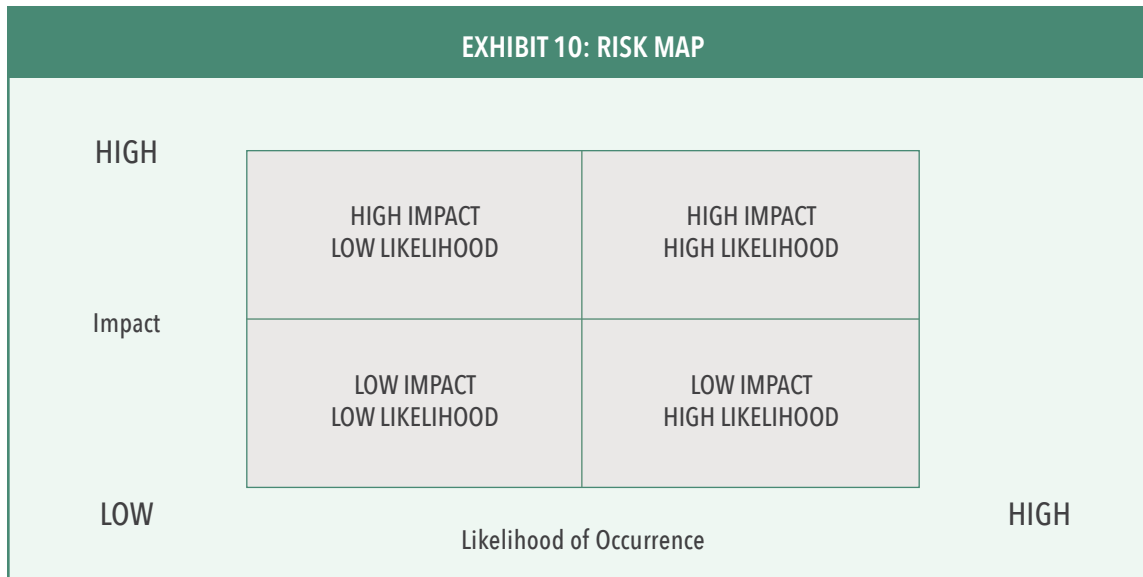 EXHIBIT 10: RISK MAP
HIGH
HIGH IMPACT
LOW LIKELIHOOD
HIGH IMPACT
HIGH LIKELIHOOD
Impact
LOW IMPACT
LOW LIKELIHOOD
LOW IMPACT
HIGH LIKELIHOOD
LOW
Likelihood of Occurrence
HIGH